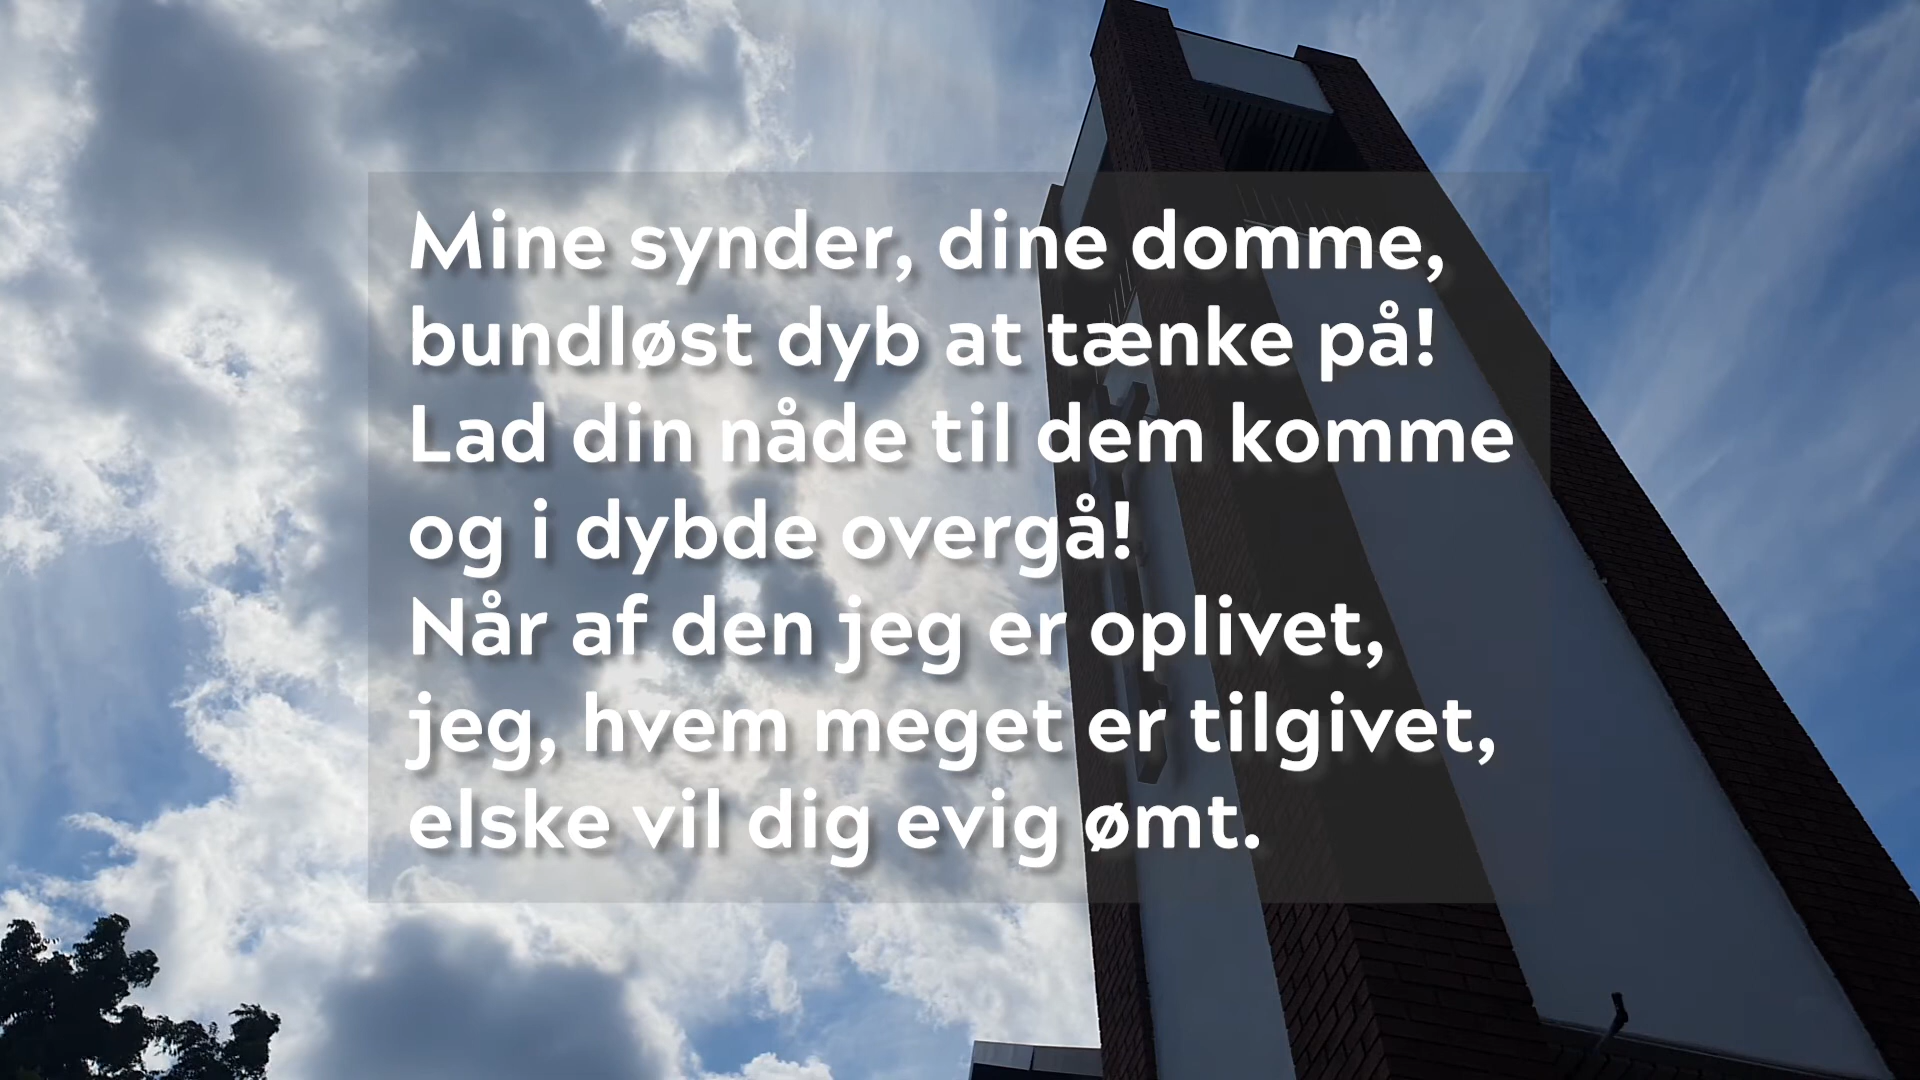 Mine synder, dine domme,
bundløst dyb at tænke på!
Lad din nåde til dem komme
og i dybde overgå!
Når af den jeg er oplivet,
jeg, hvem meget er tilgivet,
elske vil dig evig ømt.